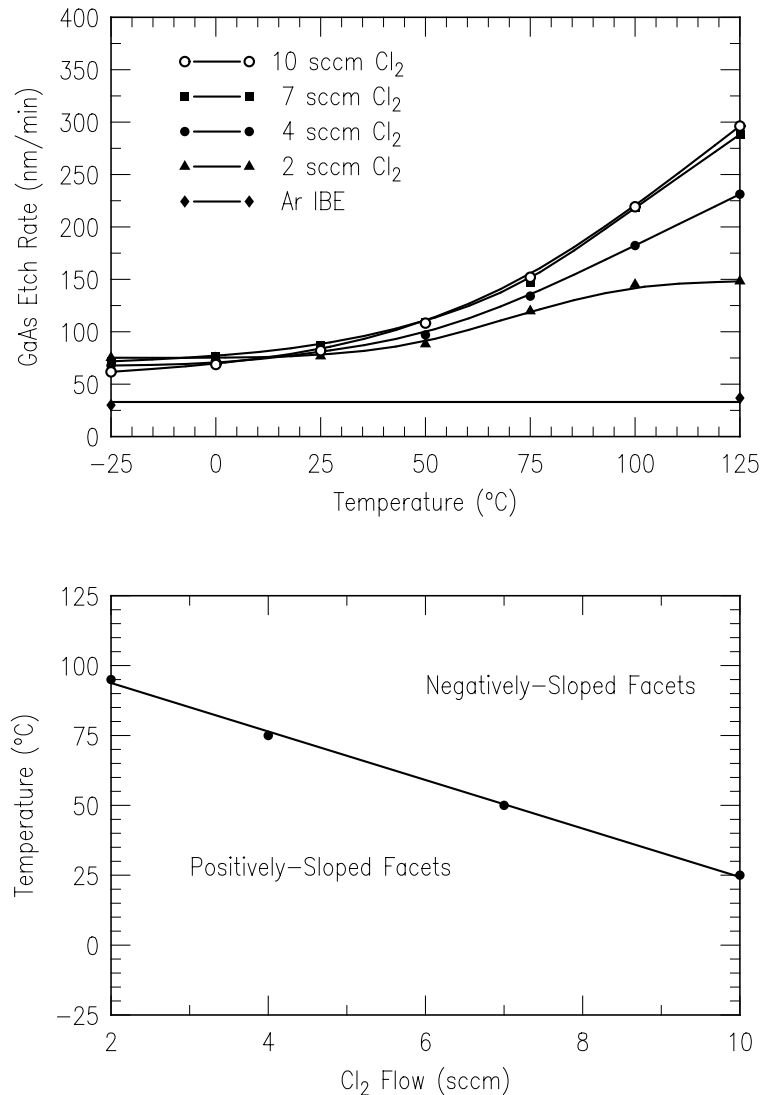 400
350
300
250
200
150
100
50
0
GaAs Etch Rate (nm/min)
10 sccm Cl₂
7 sccm Cl₂
4 sccm Cl₂
2 sccm Cl₂
Ar IBE
−25 0 25 50 75 100 125
Temperature (°C)
125
100
75
50
25
0
−25
Temperature (°C)
Negatively−Sloped Facets
Positively−Sloped Facets
2 4 6 8 10
Cl₂ Flow (sccm)